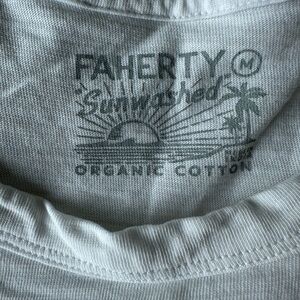 FAHERTY M
"Sunwashed"
ORGANIC COTTON